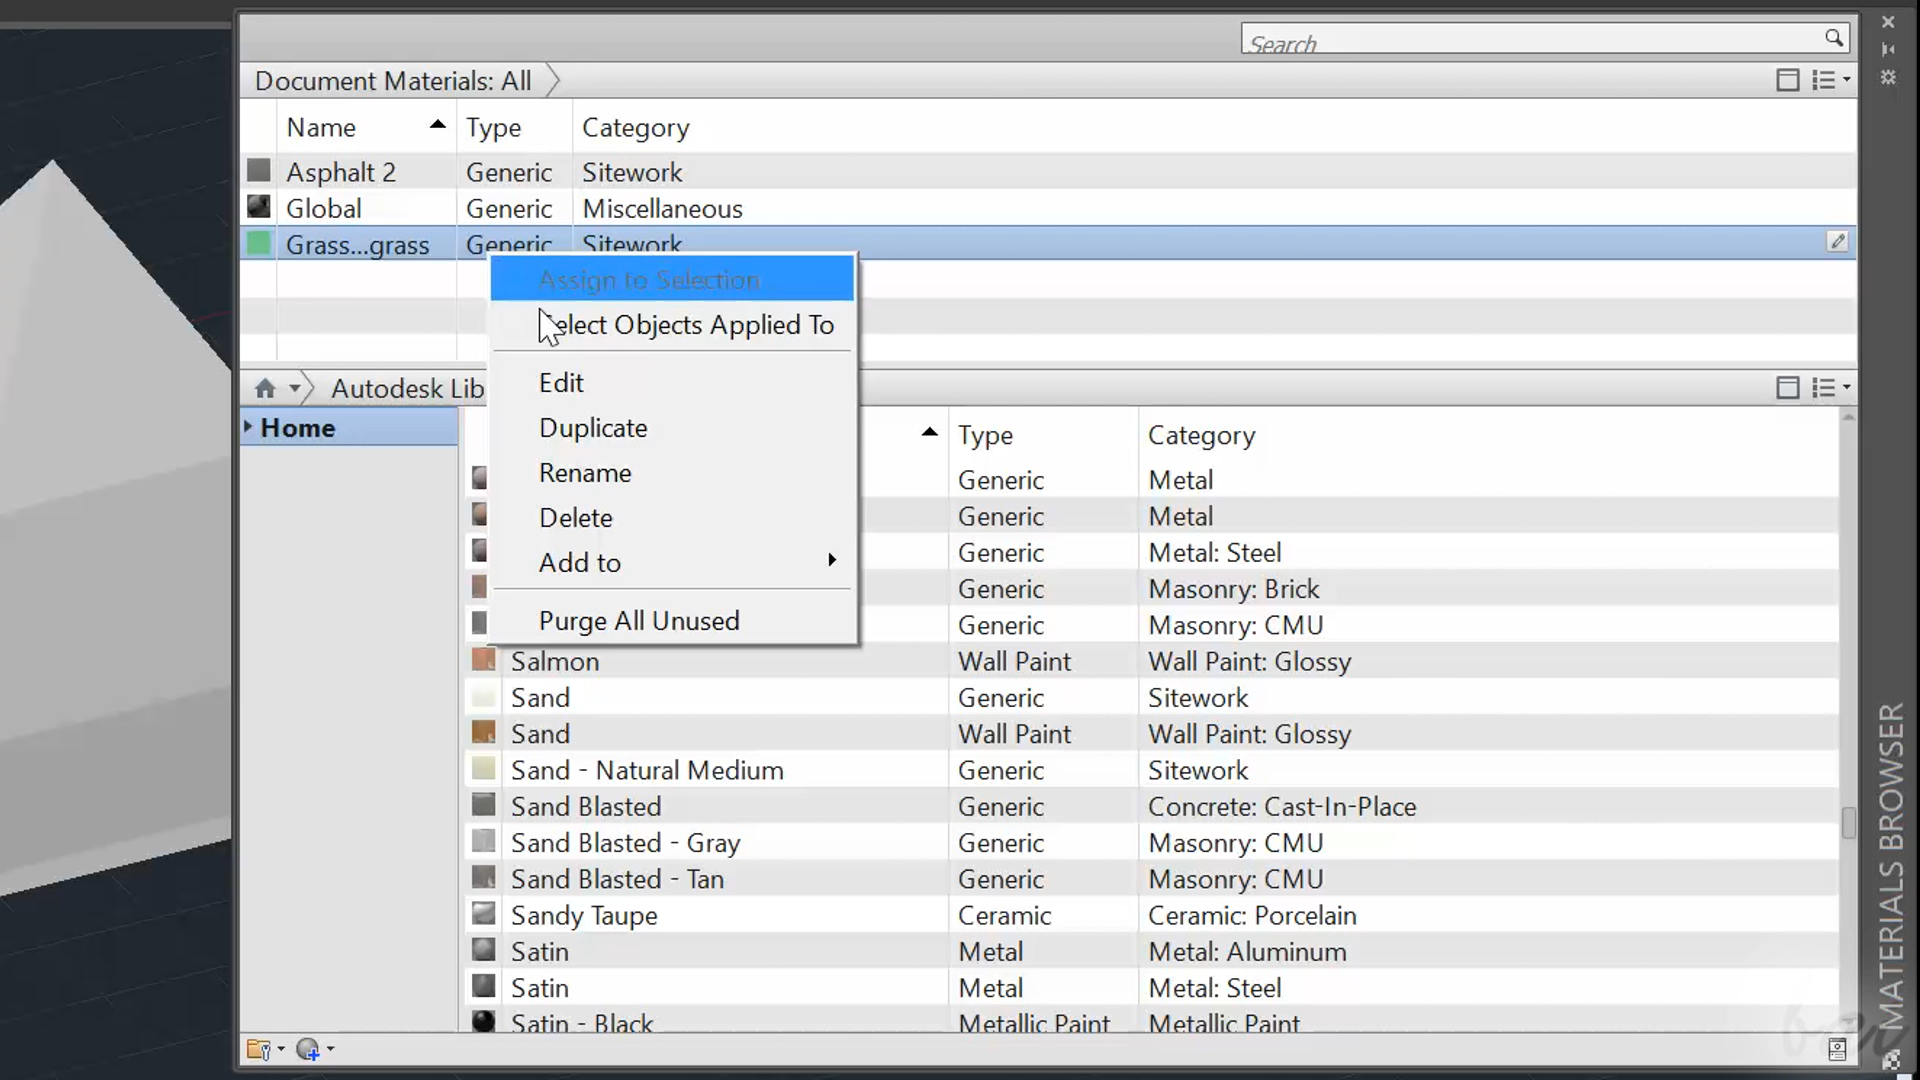 Search
Document Materials: All
Name Type Category
Asphalt 2 Generic Sitework
Global Generic Miscellaneous
Grass...grass Generic Sitework
Assign to Selection
elect Objects Applied To
Edit
Duplicate
Rename
Delete
Add to
Purge All Unused
Autodesk Lib
Home
Type Category
Generic Metal
Generic Metal
Generic Metal: Steel
Generic Masonry: Brick
Generic Masonry: CMU
Salmon Wall Paint Wall Paint: Glossy
Sand Generic Sitework
Sand Wall Paint Wall Paint: Glossy
Sand - Natural Medium Generic Sitework
Sand Blasted Generic Concrete: Cast-In-Place
Sand Blasted - Gray Generic Masonry: CMU
Sand Blasted - Tan Generic Masonry: CMU
Sandy Taupe Ceramic Ceramic: Porcelain
Satin Metal Metal: Aluminum
Satin Metal Metal: Steel
Satin - Black Metallic Paint Metallic Paint
MATERIALS BROWSER